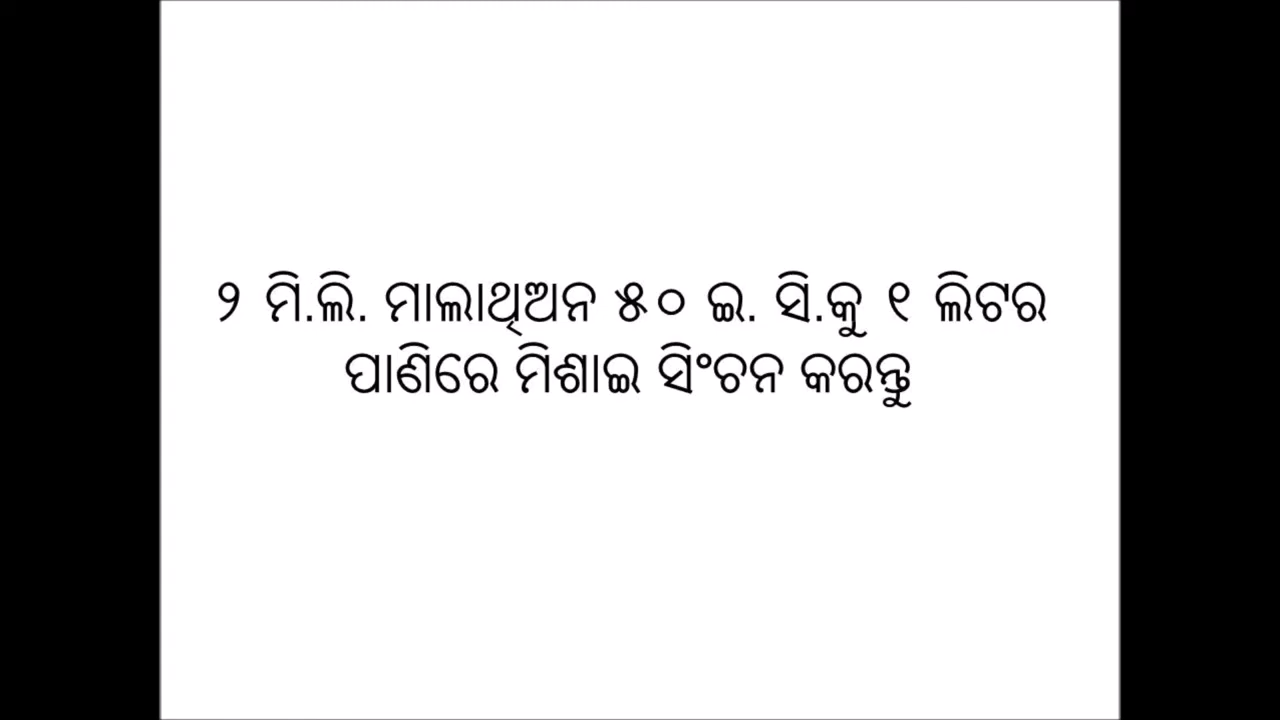 ୨ ମି.ଲି. ମାଲାଥିଅନ ୫୦ ଇ. ସି.କୁ ୧ ଲିଟର
ପାଣିରେ ମିଶାଇ ସିଂଚନ କରନ୍ତୁ